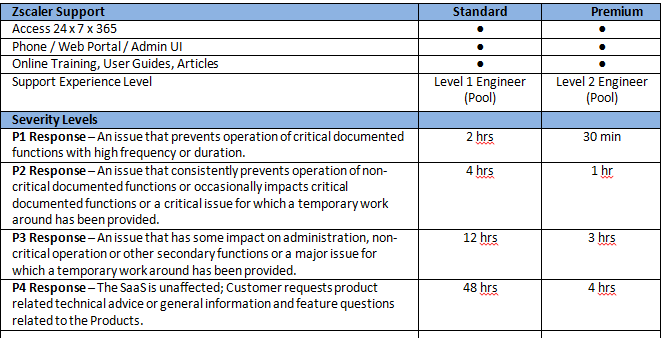 Zscaler Support Standard Premium
Access 24 x 7 x 365 ● ●
Phone / Web Portal / Admin UI ● ●
Online Training, User Guides, Articles ● ●
Support Experience Level Level 1 Engineer Level 2 Engineer
(Pool) (Pool)
Severity Levels
P1 Response – An issue that prevents operation of critical documented 2 hrs 30 min
functions with high frequency or duration.
P2 Response – An issue that consistently prevents operation of non- 4 hrs 1 hr
critical documented functions or occasionally impacts critical
documented functions or a critical issue for which a temporary work
around has been provided.
P3 Response – An issue that has some impact on administration, non- 12 hrs 3 hrs
critical operation or other secondary functions or a major issue for
which a temporary work around has been provided.
P4 Response – The SaaS is unaffected; Customer requests product 48 hrs 4 hrs
related technical advice or general information and feature questions
related to the Products.